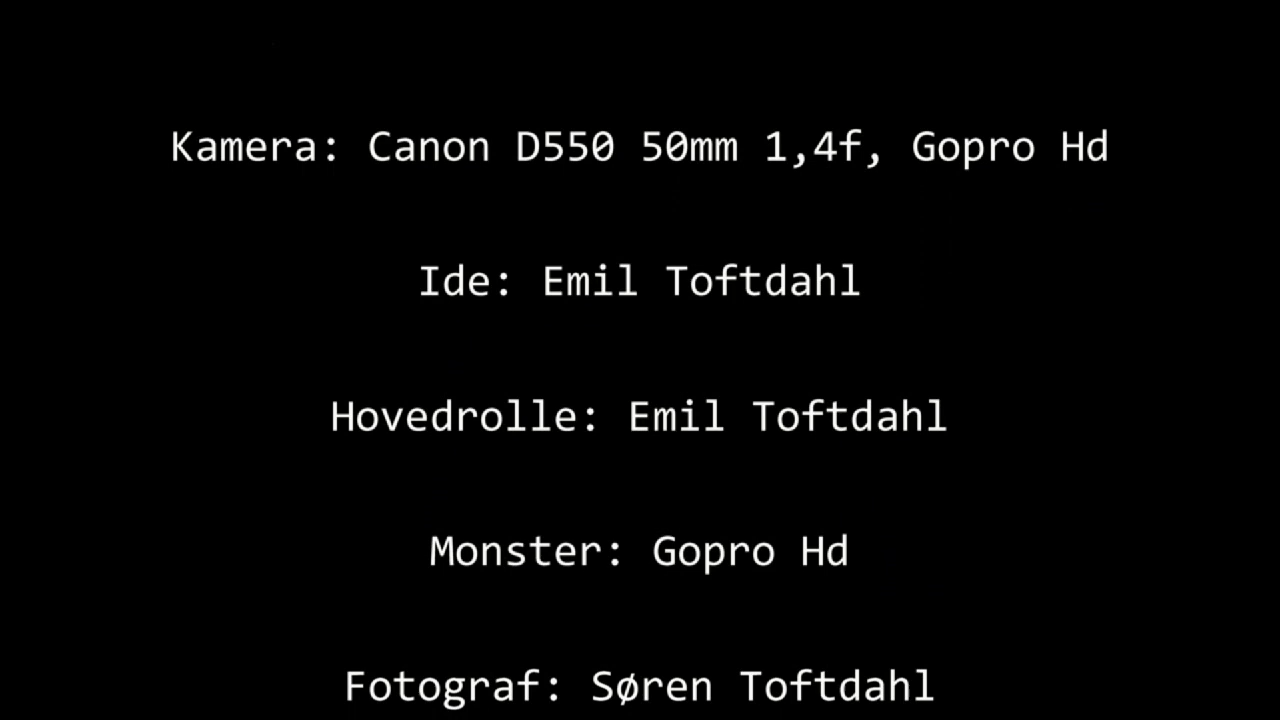 Kamera: Canon D550 50mm 1,4f, Gopro Hd
Ide: Emil Toftdahl
Hovedrolle: Emil Toftdahl
Monster: Gopro Hd
Fotograf: Søren Toftdahl